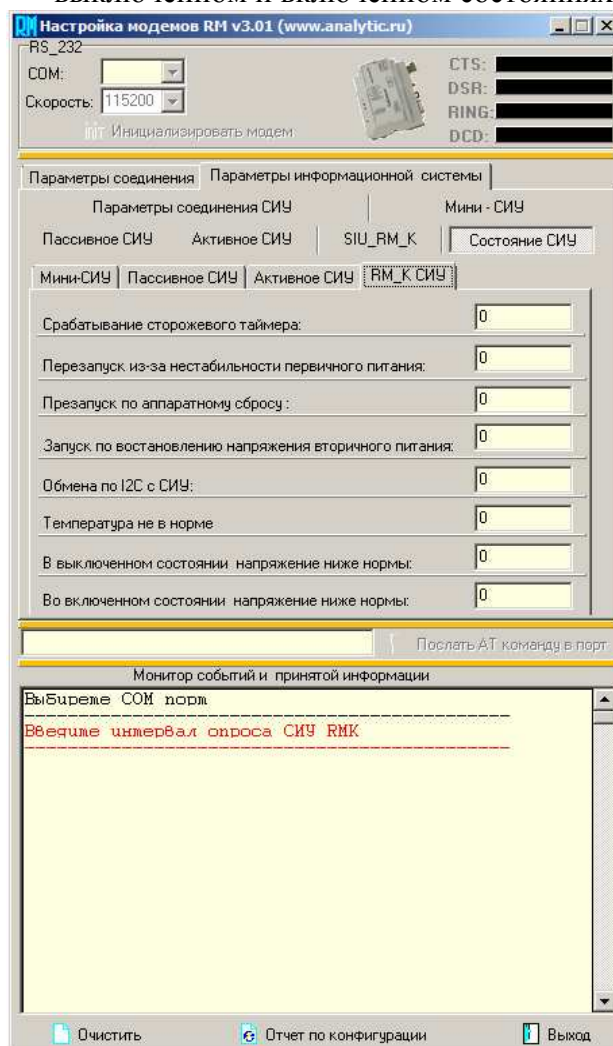 выключенном и включенном состояниях
Настройка модемов RM v3.01 (www.analytic.ru)
RS_232
COM:
Скорость: 115200
Инициализировать модем
CTS:
DSR:
RING:
DCD:
Параметры соединения Параметры информационной системы
Параметры соединения СИУ Мини - СИУ
Пассивное СИУ Активное СИУ SIU_RM_K Состояние СИУ
Мини-СИУ Пассивное СИУ Активное СИУ RM_K СИУ
Срабатывание сторожевого таймера: 0
Перезапуск из-за нестабильности первичного питания: 0
Презапуск по аппаратному сбросу : 0
Запуск по востановлению напряжения вторичного питания: 0
Обмена по I2C с СИУ: 0
Температура не в норме 0
В выключенном состоянии напряжение ниже нормы: 0
Во включенном состоянии напряжение ниже нормы: 0
Послать АТ команду в порт
Монитор событий и принятой информации
Выбирете COM порт
Введите интервал опроса СИУ RMK
Очистить Отчет по конфигурации Выход